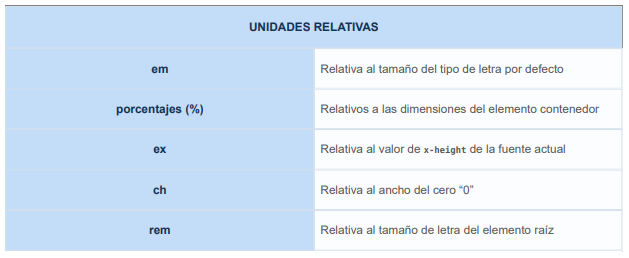 UNIDADES RELATIVAS
em
Relativa al tamaño del tipo de letra por defecto
porcentajes (%)
Relativos a las dimensiones del elemento contenedor
ex
Relativa al valor de x-height de la fuente actual
ch
Relativa al ancho del cero “0”
rem
Relativa al tamaño de letra del elemento raíz